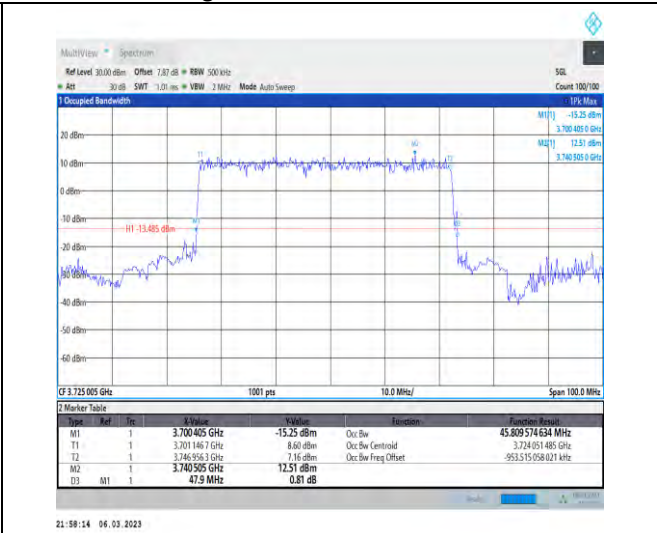 MultiView Spectrum
Ref Level 30.00 dBm Offset 7.87 dB RBW 500 kHz SGL
Att 30 dB SWT 1.01 ms VBW 2 MHz Mode Auto Sweep Count 100/100
1 Occupied Bandwidth 1Pk Max
M1[1] -15.25 dBm
3.700 405 0 GHz
M2[1] 12.51 dBm
3.740 505 0 GHz
20 dBm
M2
T1 T2
10 dBm
0 dBm
-10 dBm
M1
H1 -13.485 dBm
-20 dBm
-30 dBm
-40 dBm
-50 dBm
-60 dBm
CF 3.725 005 GHz 1001 pts 10.0 MHz/ Span 100.0 MHz
2 Marker Table
Type Ref Trc X-Value Y-Value Function Function Result
M1 1 3.700 405 GHz -15.25 dBm Occ Bw 45.809 574 634 MHz
T1 1 3.701 146 7 GHz 8.60 dBm Occ Bw Centroid 3.724 051 485 GHz
T2 1 3.746 956 3 GHz 7.16 dBm Occ Bw Freq Offset -953.515 058 021 kHz
M2 1 3.740 505 GHz 12.51 dBm
D3 M1 1 47.9 MHz 0.81 dB
21:58:14 06.03.2023